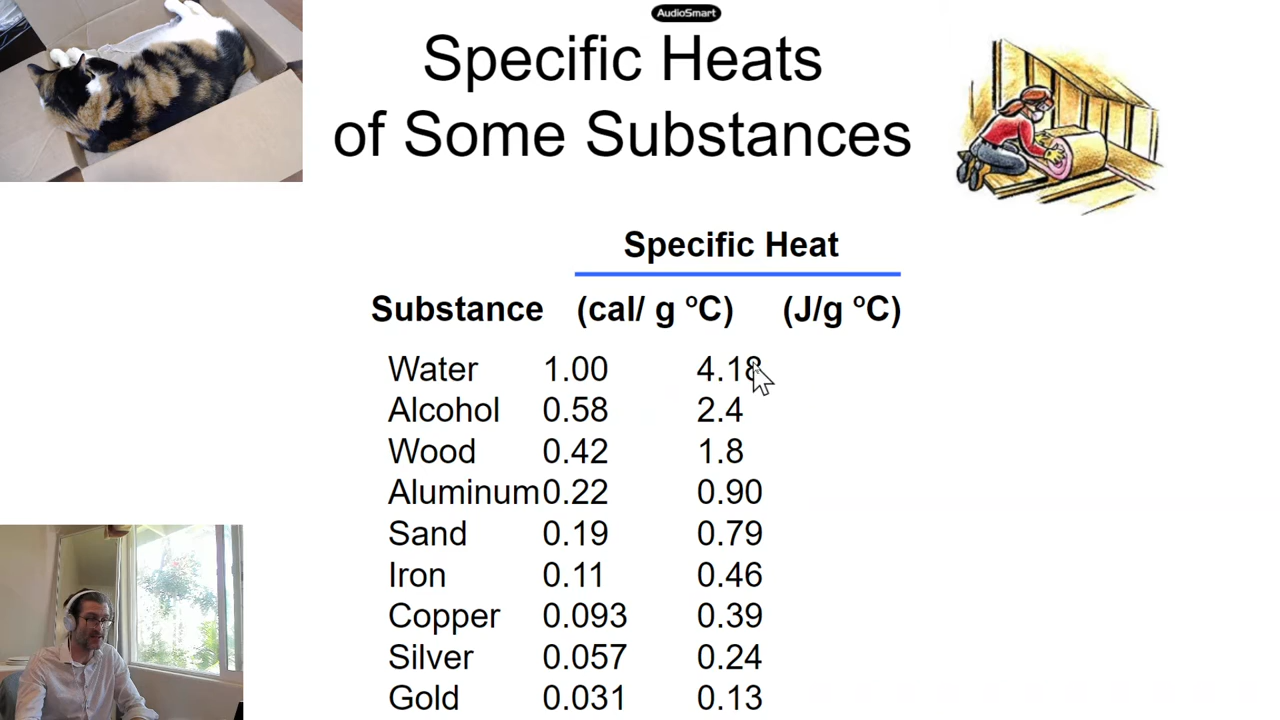 AudioSmart
Specific Heats
of Some Substances
Specific Heat
Substance (cal/ g ºC) (J/g ºC)
Water 1.00 4.18
Alcohol 0.58 2.4
Wood 0.42 1.8
Aluminum 0.22 0.90
Sand 0.19 0.79
Iron 0.11 0.46
Copper 0.093 0.39
Silver 0.057 0.24
Gold 0.031 0.13